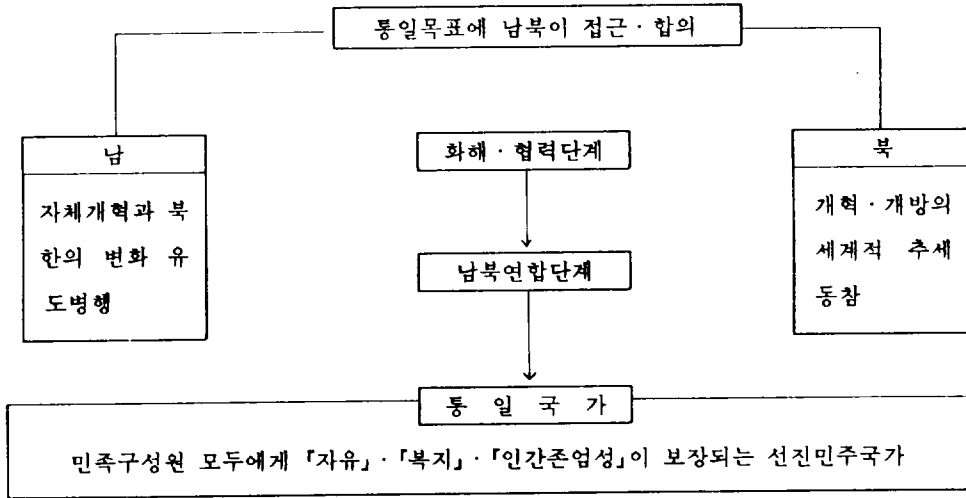 통일목표에 남북이 접근·합의
남
자체개혁과 북
한의 변화 유
도병행
화해·협력단계
남북연합단계
북
개혁·개방의
세계적 추세
동참
통 일 국 가
민족구성원 모두에게 『자유』·『복지』·『인간존엄성』이 보장되는 선진민주국가